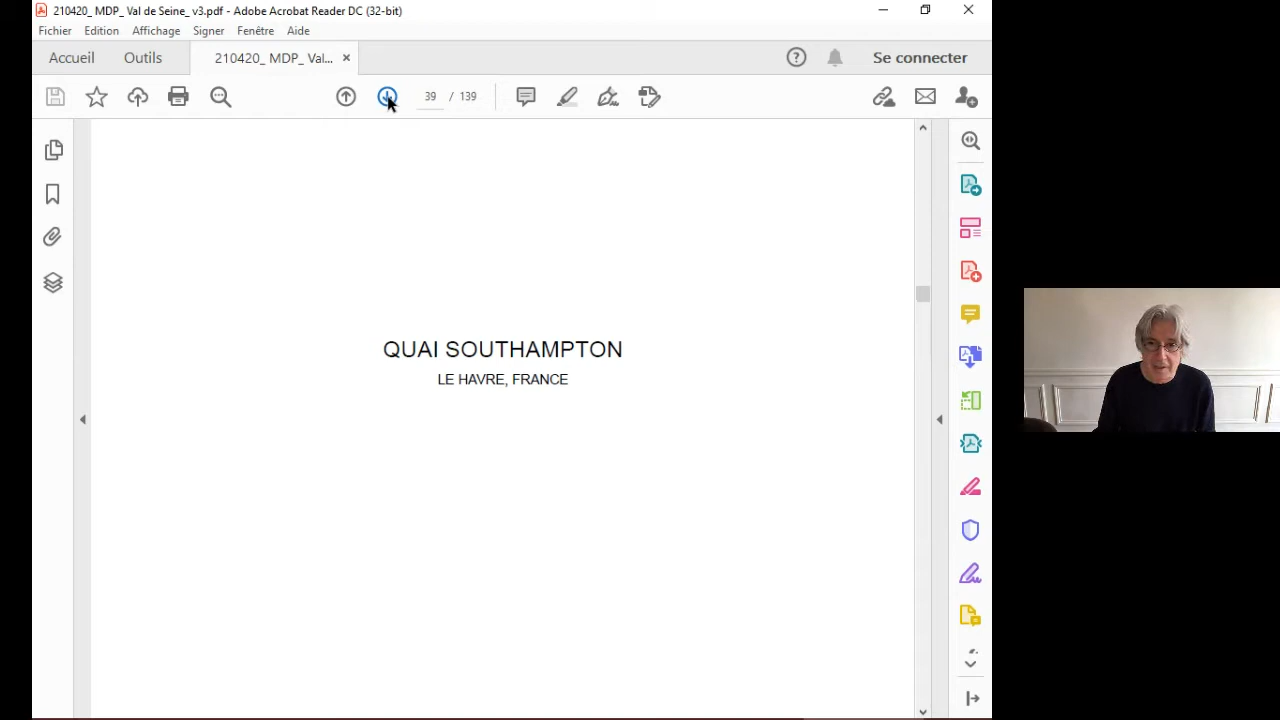 210420_ MDP_ Val de Seine_ v3.pdf - Adobe Acrobat Reader DC (32-bit)
Fichier Edition Affichage Signer Fenêtre Aide
Accueil Outils 210420_ MDP_ Val... × Se connecter
39 / 139
QUAI SOUTHAMPTON
LE HAVRE, FRANCE